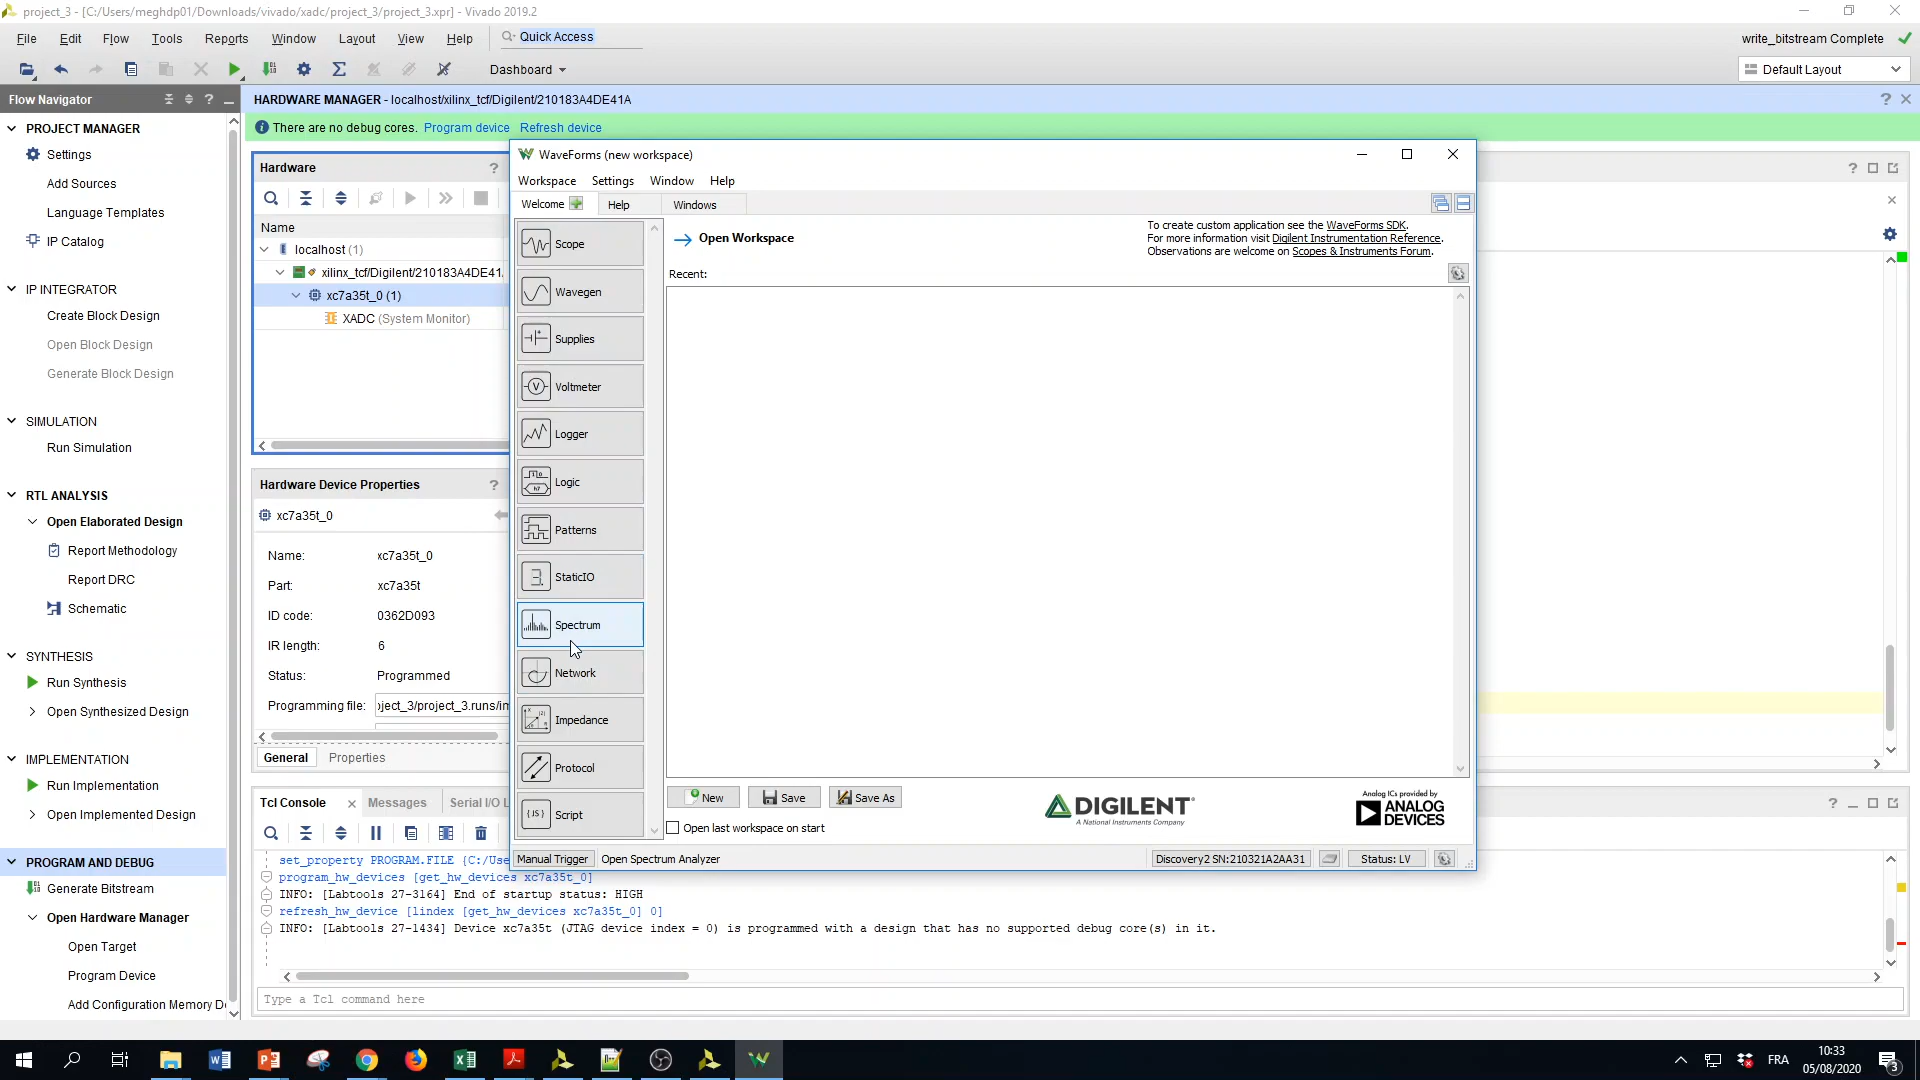 project_3 - [C:/Users/meghdp01/Downloads/vivado/xadc/project_3/project_3.xpr] - Vivado 2019.2
File Edit Flow Tools Reports Window Layout View Help Quick Access
write_bitstream Complete
Dashboard
Default Layout
Flow Navigator
HARDWARE MANAGER - localhost/xilinx_tcf/Digilent/210183A4DE41A
There are no debug cores. Program device Refresh device
PROJECT MANAGER
Settings
Add Sources
Language Templates
IP Catalog
IP INTEGRATOR
Create Block Design
Open Block Design
Generate Block Design
SIMULATION
Run Simulation
RTL ANALYSIS
Open Elaborated Design
Report Methodology
Report DRC
Schematic
SYNTHESIS
Run Synthesis
Open Synthesized Design
IMPLEMENTATION
Run Implementation
Open Implemented Design
PROGRAM AND DEBUG
Generate Bitstream
Open Hardware Manager
Open Target
Program Device
Add Configuration Memory D
Hardware
Name
localhost (1)
xilinx_tcf/Digilent/210183A4DE41
xc7a35t_0 (1)
XADC (System Monitor)
Hardware Device Properties
xc7a35t_0
Name: xc7a35t_0
Part: xc7a35t
ID code: 0362D093
IR length: 6
Status: Programmed
Programming file: ject_3/project_3.runs/im
General Properties
WaveForms (new workspace)
Workspace Settings Window Help
Welcome Help Windows
Scope
Wavegen
Supplies
Voltmeter
Logger
Logic
Patterns
StaticIO
Spectrum
Network
Impedance
Protocol
Script
Open Workspace
To create custom application see the WaveForms SDK.
For more information visit Digilent Instrumentation Reference.
Observations are welcome on Scopes & Instruments Forum.
Recent:
New Save Save As
Open last workspace on start
DIGILENT
A National Instruments Company
Analog ICs provided by
ANALOG
DEVICES
Manual Trigger Open Spectrum Analyzer Discovery2 SN:210321A2AA31 Status: LV
Tcl Console Messages Serial I/O L
set_property PROGRAM.FILE {C:/Use
program_hw_devices [get_hw_devices xc7a35t_0]
INFO: [Labtools 27-3164] End of startup status: HIGH
refresh_hw_device [lindex [get_hw_devices xc7a35t_0] 0]
INFO: [Labtools 27-1434] Device xc7a35t (JTAG device index = 0) is programmed with a design that has no supported debug core(s) in it.
Type a Tcl command here
FRA
10:33
05/08/2020
3